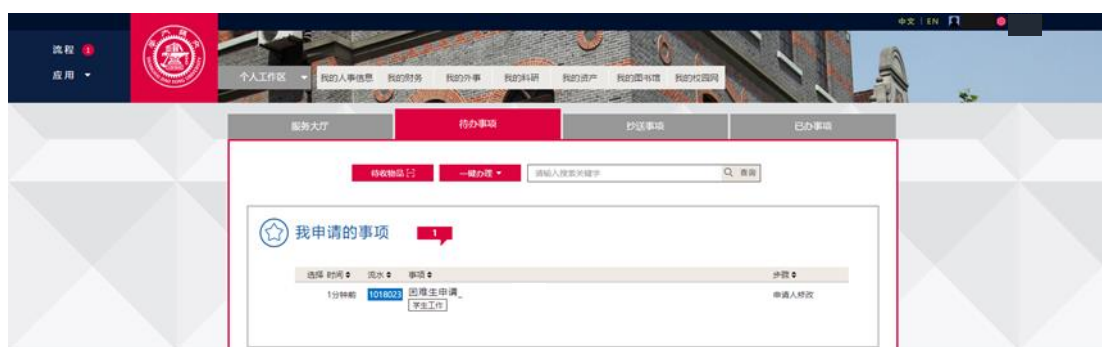 中文 | EN
流程 1
应用
个人工作区 我的人事信息 我的财务 我的外事 我的科研 我的资产 我的图书馆 我的校园网
服务大厅 待办事项 抄送事项 已办事项
待收物品 [-] 一键办理 请输入搜索关键字 查询
我申请的事项 1
选择 时间 流水 事项 步骤
1分钟前 1018023 困难生申请_ 申请人修改
学生工作